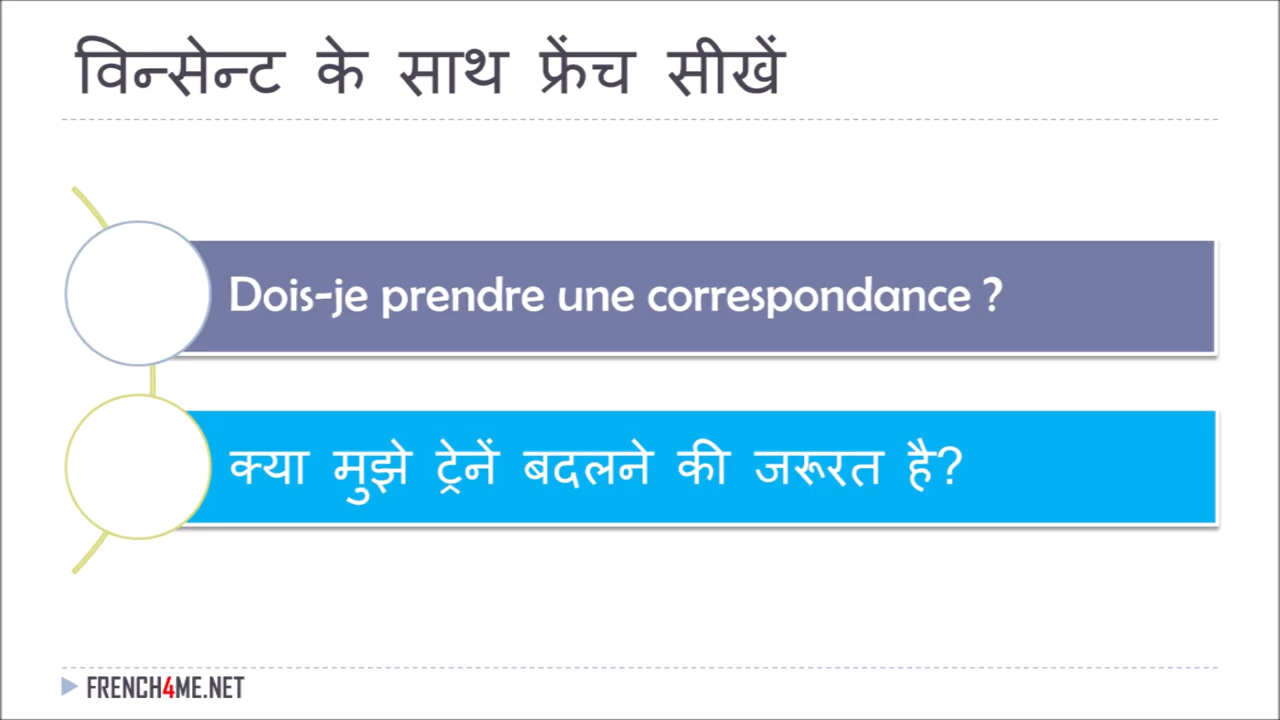 विन्सेन्ट के साथ फ्रेंच सीखें
Dois-je prendre une correspondance ?
क्या मुझे ट्रेनें बदलने की जरूरत है?
FRENCH4ME.NET